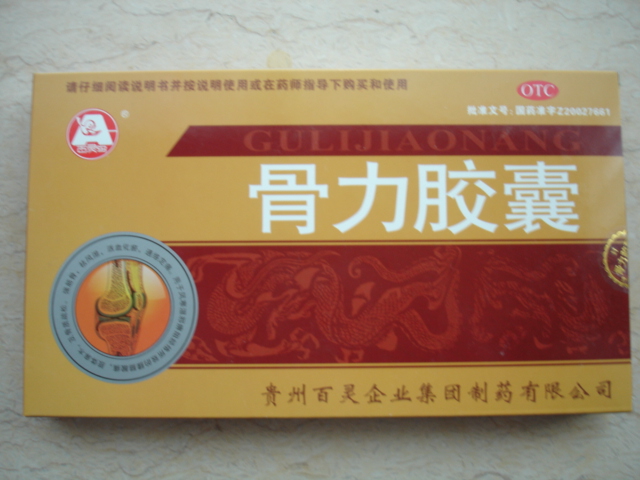 请仔细阅读说明书并按说明使用或在药师指导下购买和使用
OTC
批准文号：国药准字Z20027661
®
GULIJIAONANG
骨力胶囊
贵州百灵企业集团制药有限公司